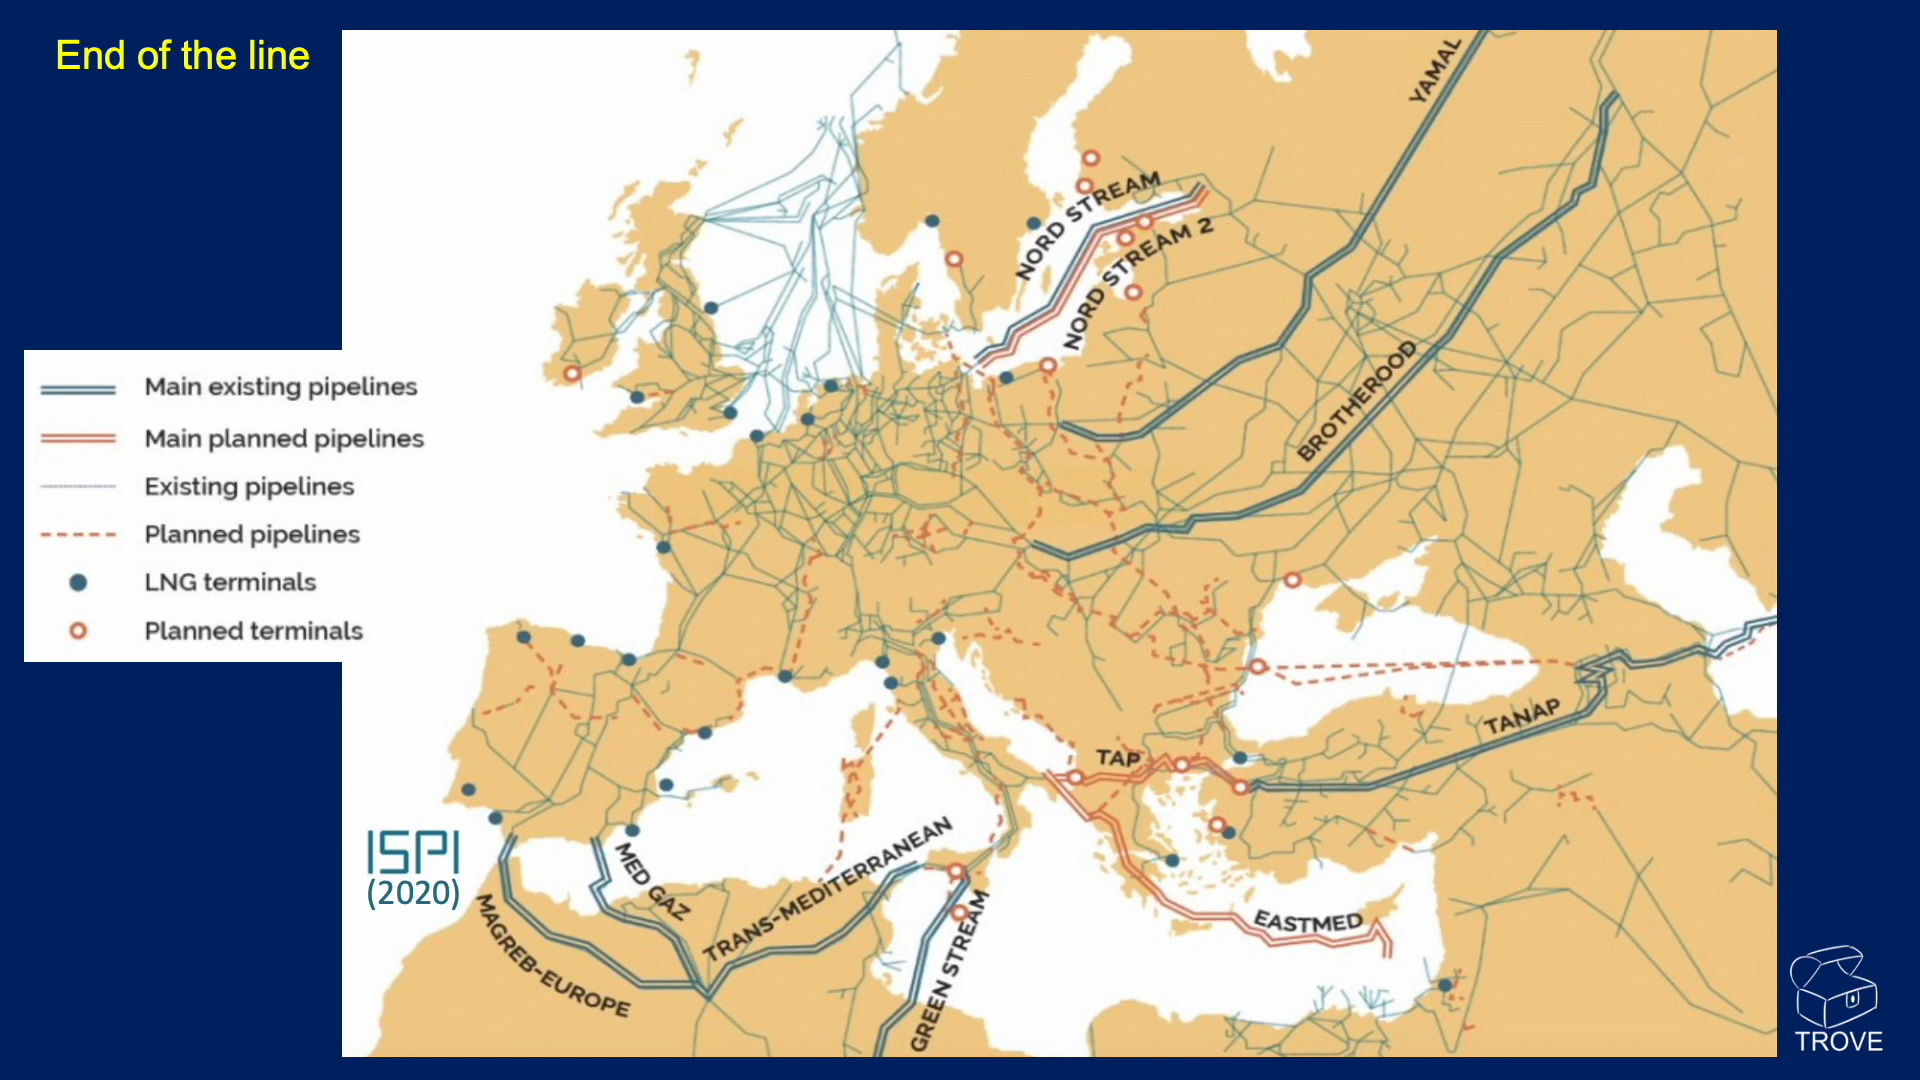 End of the line
YAMAL
NORD STREAM
NORD STREAM 2
BROTHEROOD
Main existing pipelines
Main planned pipelines
Existing pipelines
Planned pipelines
LNG terminals
Planned terminals
TANAP
TAP
ISPI
(2020)
MED GAZ
TRANS-MEDITERRANEAN
MAGREB-EUROPE
GREEN STREAM
EASTMED
TROVE